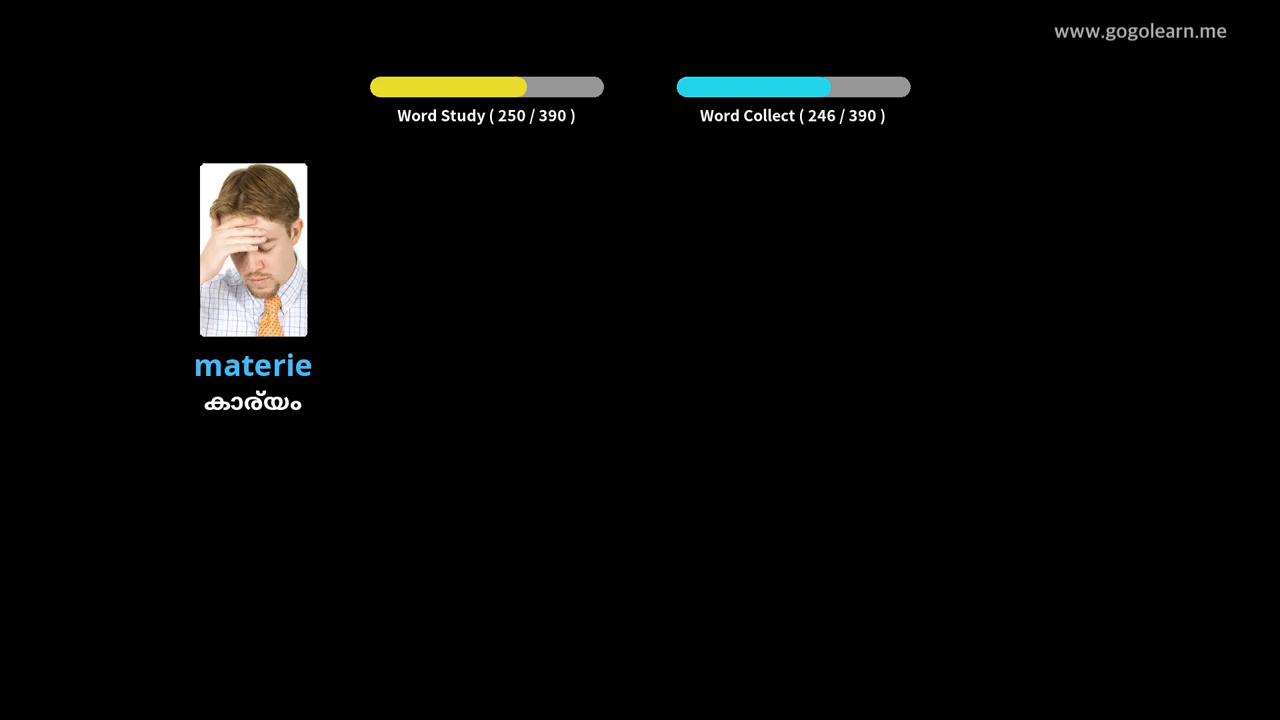 www.gogolearn.me
Word Study ( 250 / 390 )
Word Collect ( 246 / 390 )
materie
കാര്യം